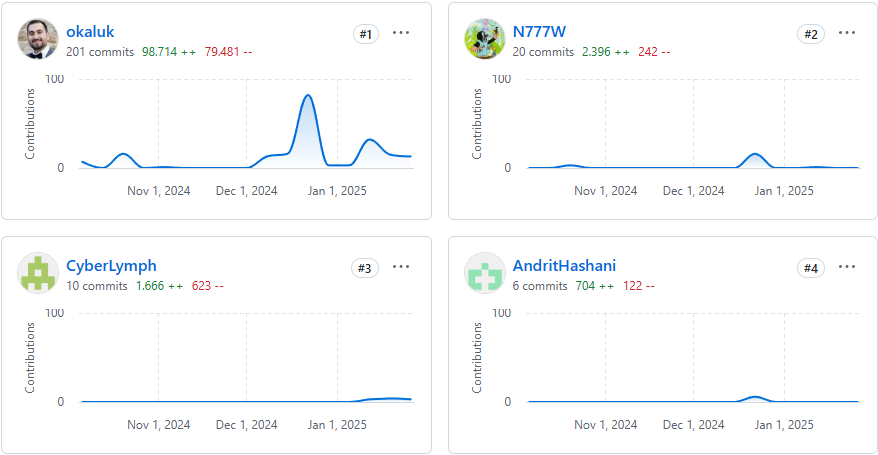 okaluk #1
201 commits 98.714 ++ 79.481 --
100
Contributions
0
Nov 1, 2024 Dec 1, 2024 Jan 1, 2025
N777W #2
20 commits 2.396 ++ 242 --
100
Contributions
0
Nov 1, 2024 Dec 1, 2024 Jan 1, 2025
CyberLymph #3
10 commits 1.666 ++ 623 --
100
Contributions
0
Nov 1, 2024 Dec 1, 2024 Jan 1, 2025
AndritHashani #4
6 commits 704 ++ 122 --
100
Contributions
0
Nov 1, 2024 Dec 1, 2024 Jan 1, 2025